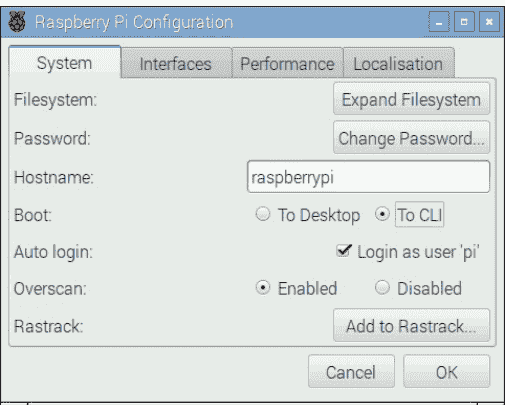 Raspberry Pi Configuration
System Interfaces Performance Localisation
Filesystem: Expand Filesystem
Password: Change Password...
Hostname: raspberrypi
Boot: To Desktop To CLI
Auto login: Login as user 'pi'
Overscan: Enabled Disabled
Rastrack: Add to Rastrack...
Cancel OK